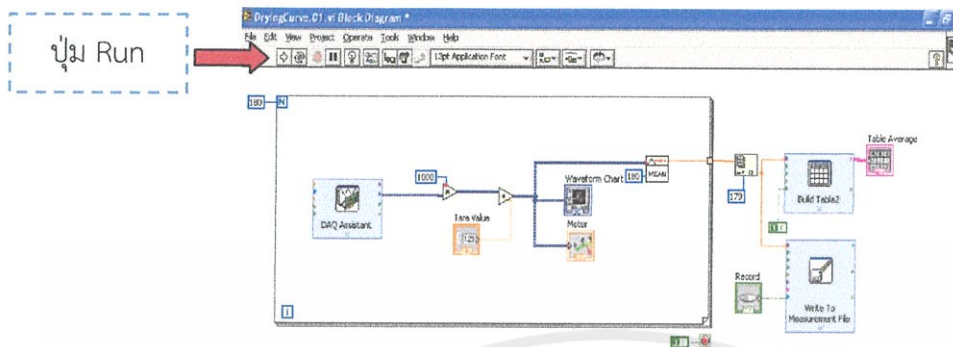 ปุ่ม Run
DryingCurve.01.vi Block Diagram *
File Edit View Project Operate Tools Window Help
13pt Application Font
180 N
Table Average
1000
Waveform Chart
180 MEAN
179
Build Table2
DAQ Assistant
Tare Value
1.23
Meter
Record
Write To
Measurement File
i